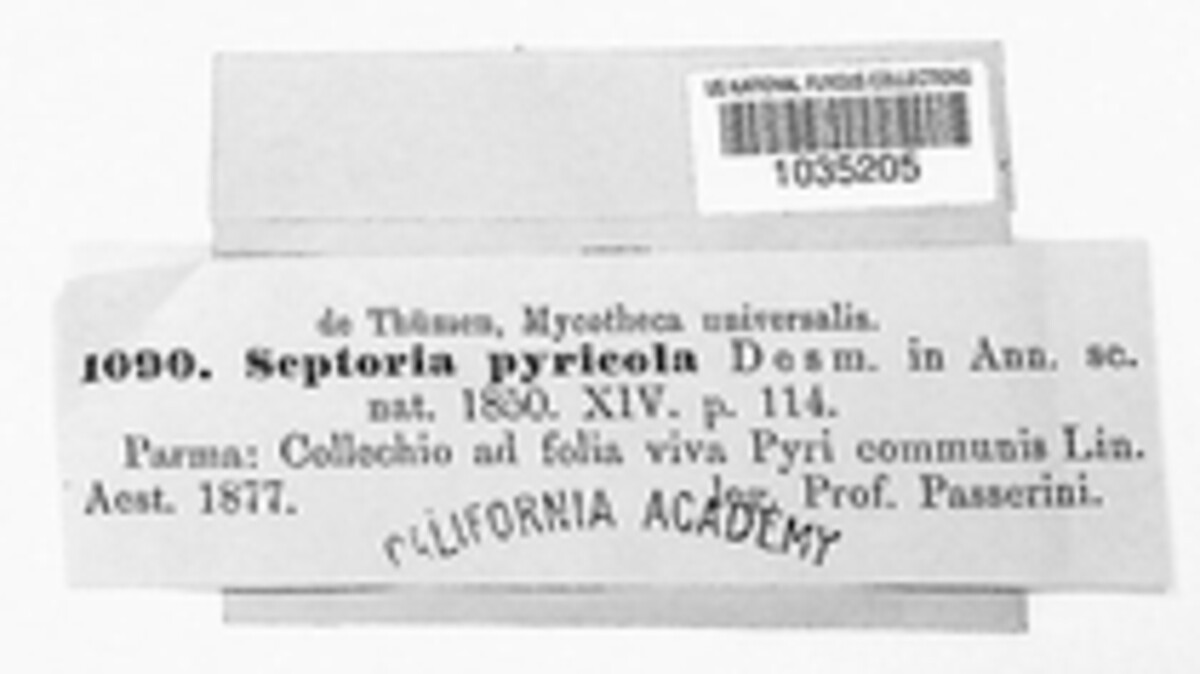 US NATIONAL FUNGUS COLLECTIONS
1035205
de Thümen, Mycotheca universalis.
1090. Septoria pyricola Desm. in Ann. sc.
nat. 1850. XIV. p. 114.
Parma: Collechio ad folia viva Pyri communis Lin.
Aest. 1877. leg. Prof. Passerini.
CALIFORNIA ACADEMY